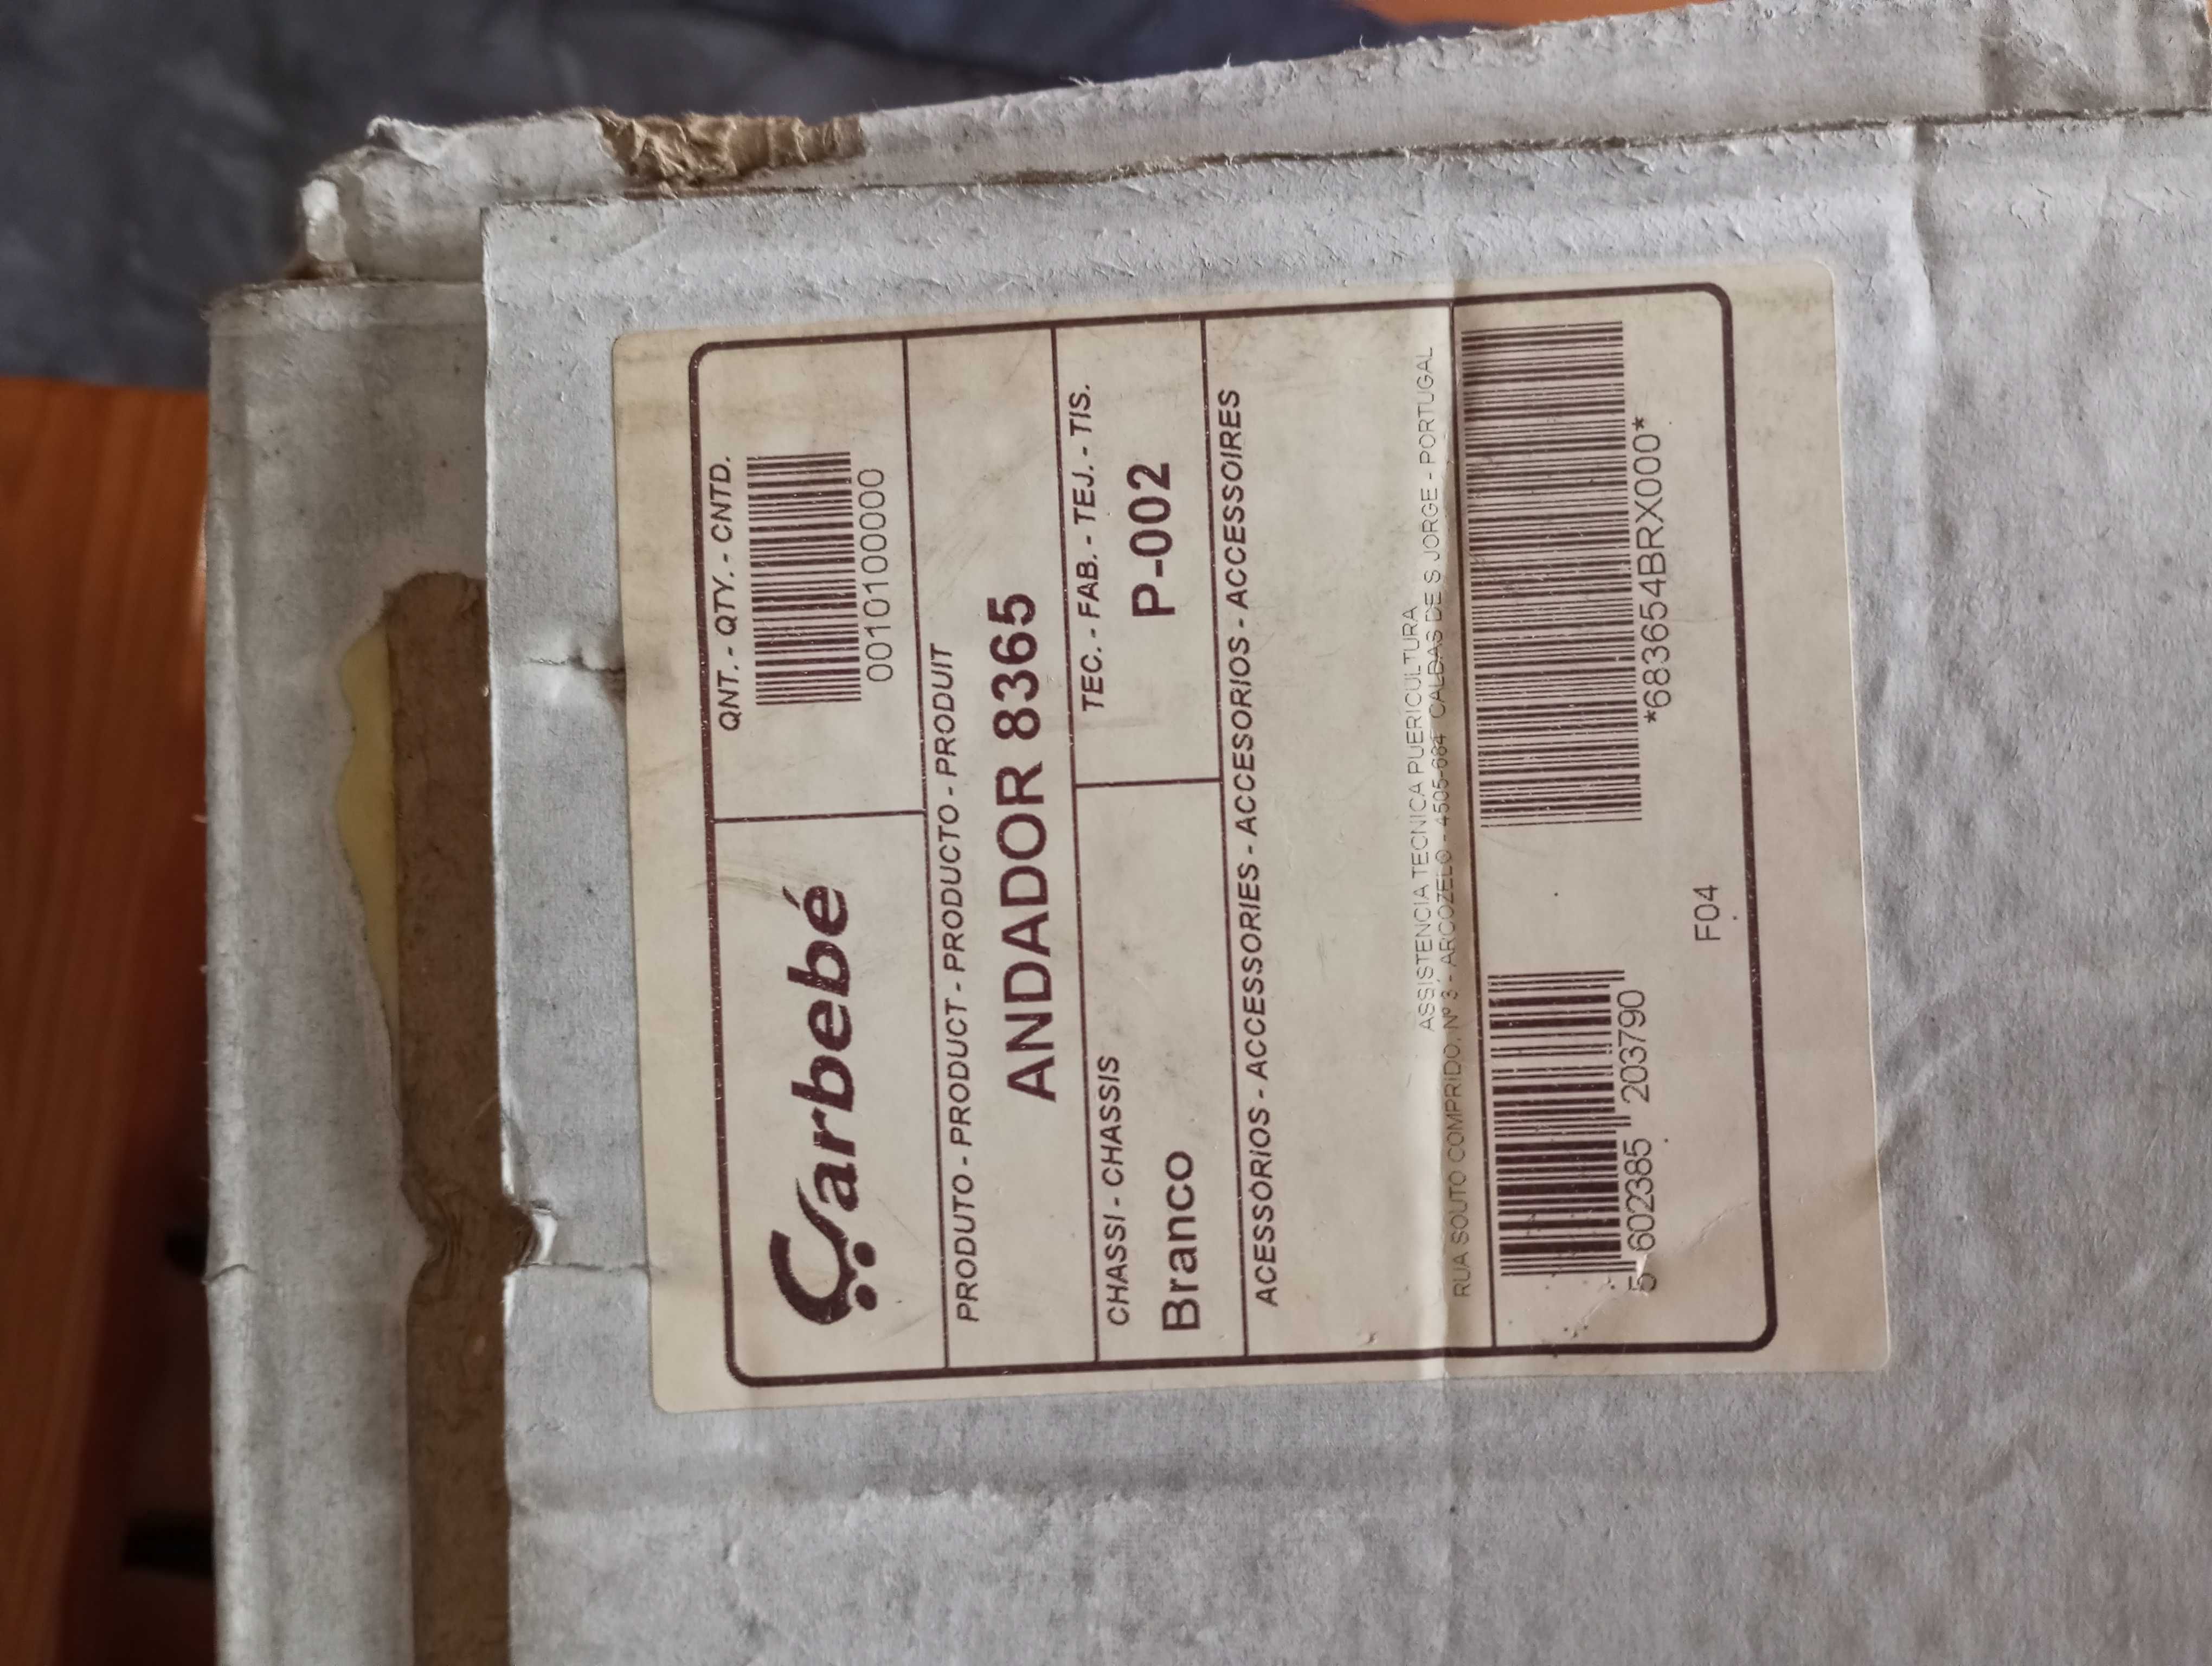 Carbebé
QNT. - QTY. - CNTD.
0010100000
PRODUTO - PRODUCT - PRODUCTO - PRODUIT
ANDADOR 8365
CHASSI - CHASSIS
Branco
TEC. - FAB. - TEJ. - TIS.
P-002
ACESSÓRIOS - ACCESSORIES - ACCESORIOS - ACCESSOIRES
ASSISTENCIA TECNICA PUERICULTURA
RUA SOUTO COMPRIDO, Nº 3 - ARCOZELO - 4505-664 CALDAS DE S JORGE - PORTUGAL
5 602385 203790
*683654BRX000*
F04